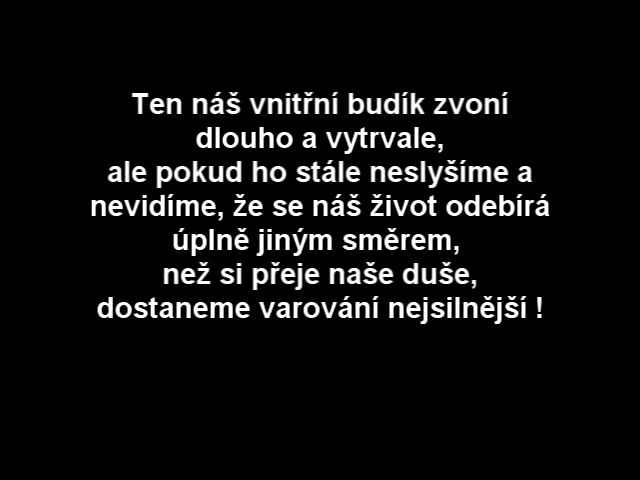 Ten náš vnitřní budík zvoní
dlouho a vytrvale,
ale pokud ho stále neslyšíme a
nevidíme, že se náš život odebírá
úplně jiným směrem,
než si přeje naše duše,
dostaneme varování nejsilnější !